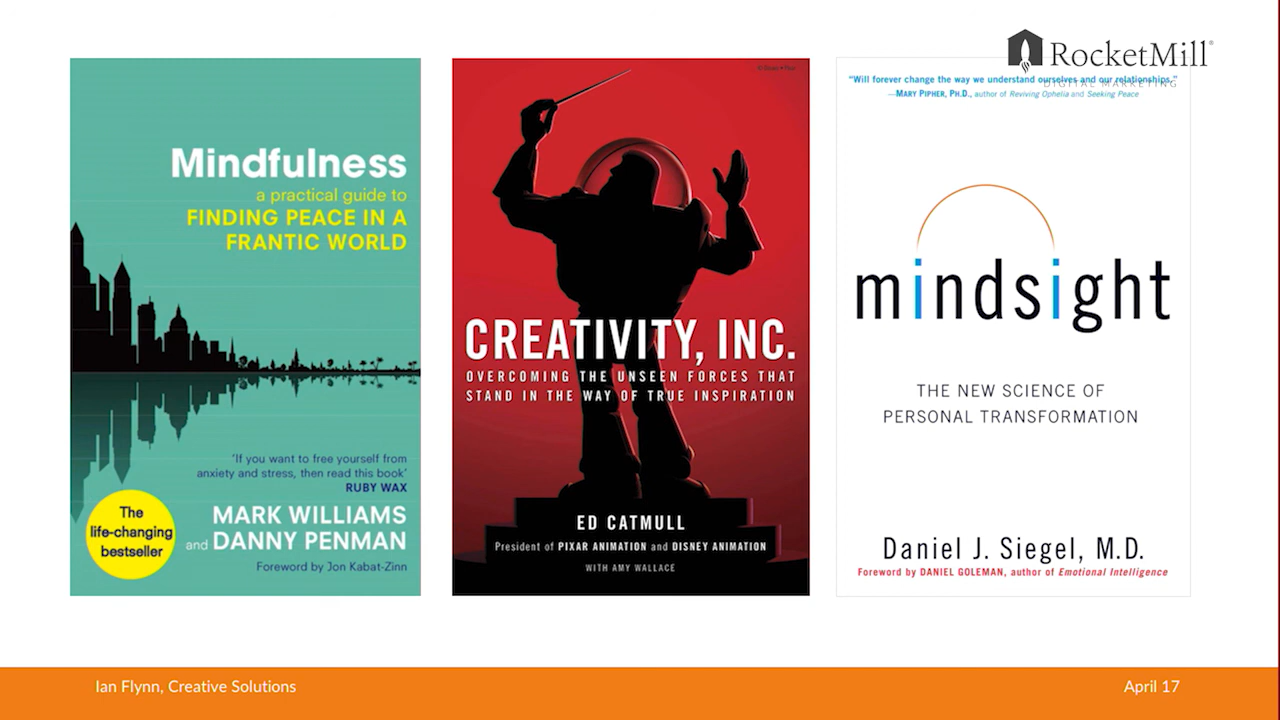 RocketMill
DIGITAL MARKETING
Mindfulness
a practical guide to
FINDING PEACE IN A
FRANTIC WORLD
'If you want to free yourself from
anxiety and stress, then read this book'
RUBY WAX
The
life-changing
bestseller
MARK WILLIAMS
and DANNY PENMAN
Foreword by Jon Kabat-Zinn
CREATIVITY, INC.
OVERCOMING THE UNSEEN FORCES THAT
STAND IN THE WAY OF TRUE INSPIRATION
ED CATMULL
President of PIXAR ANIMATION and DISNEY ANIMATION
WITH AMY WALLACE
"Will forever change the way we understand ourselves and our relationships."
—MARY PIPHER, PH.D., author of Reviving Ophelia and Seeking Peace
mindsight
THE NEW SCIENCE OF
PERSONAL TRANSFORMATION
Daniel J. Siegel, M.D.
Foreword by DANIEL GOLEMAN, author of Emotional Intelligence
Ian Flynn, Creative Solutions
April 17